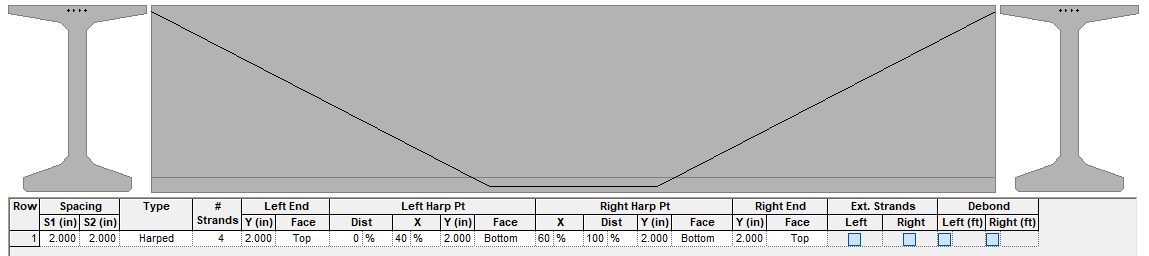 Row Spacing Type # Strands Left End Left Harp Pt Right Harp Pt Right End Ext. Strands Debond
S1 (in) S2 (in) Y (in) Face Dist X Y (in) Face X Dist Y (in) Face Y (in) Face Left Right Left (ft) Right (ft)
1 2.000 2.000 Harped 4 2.000 Top 0 % 40 % 2.000 Bottom 60 % 100 % 2.000 Bottom 2.000 Top